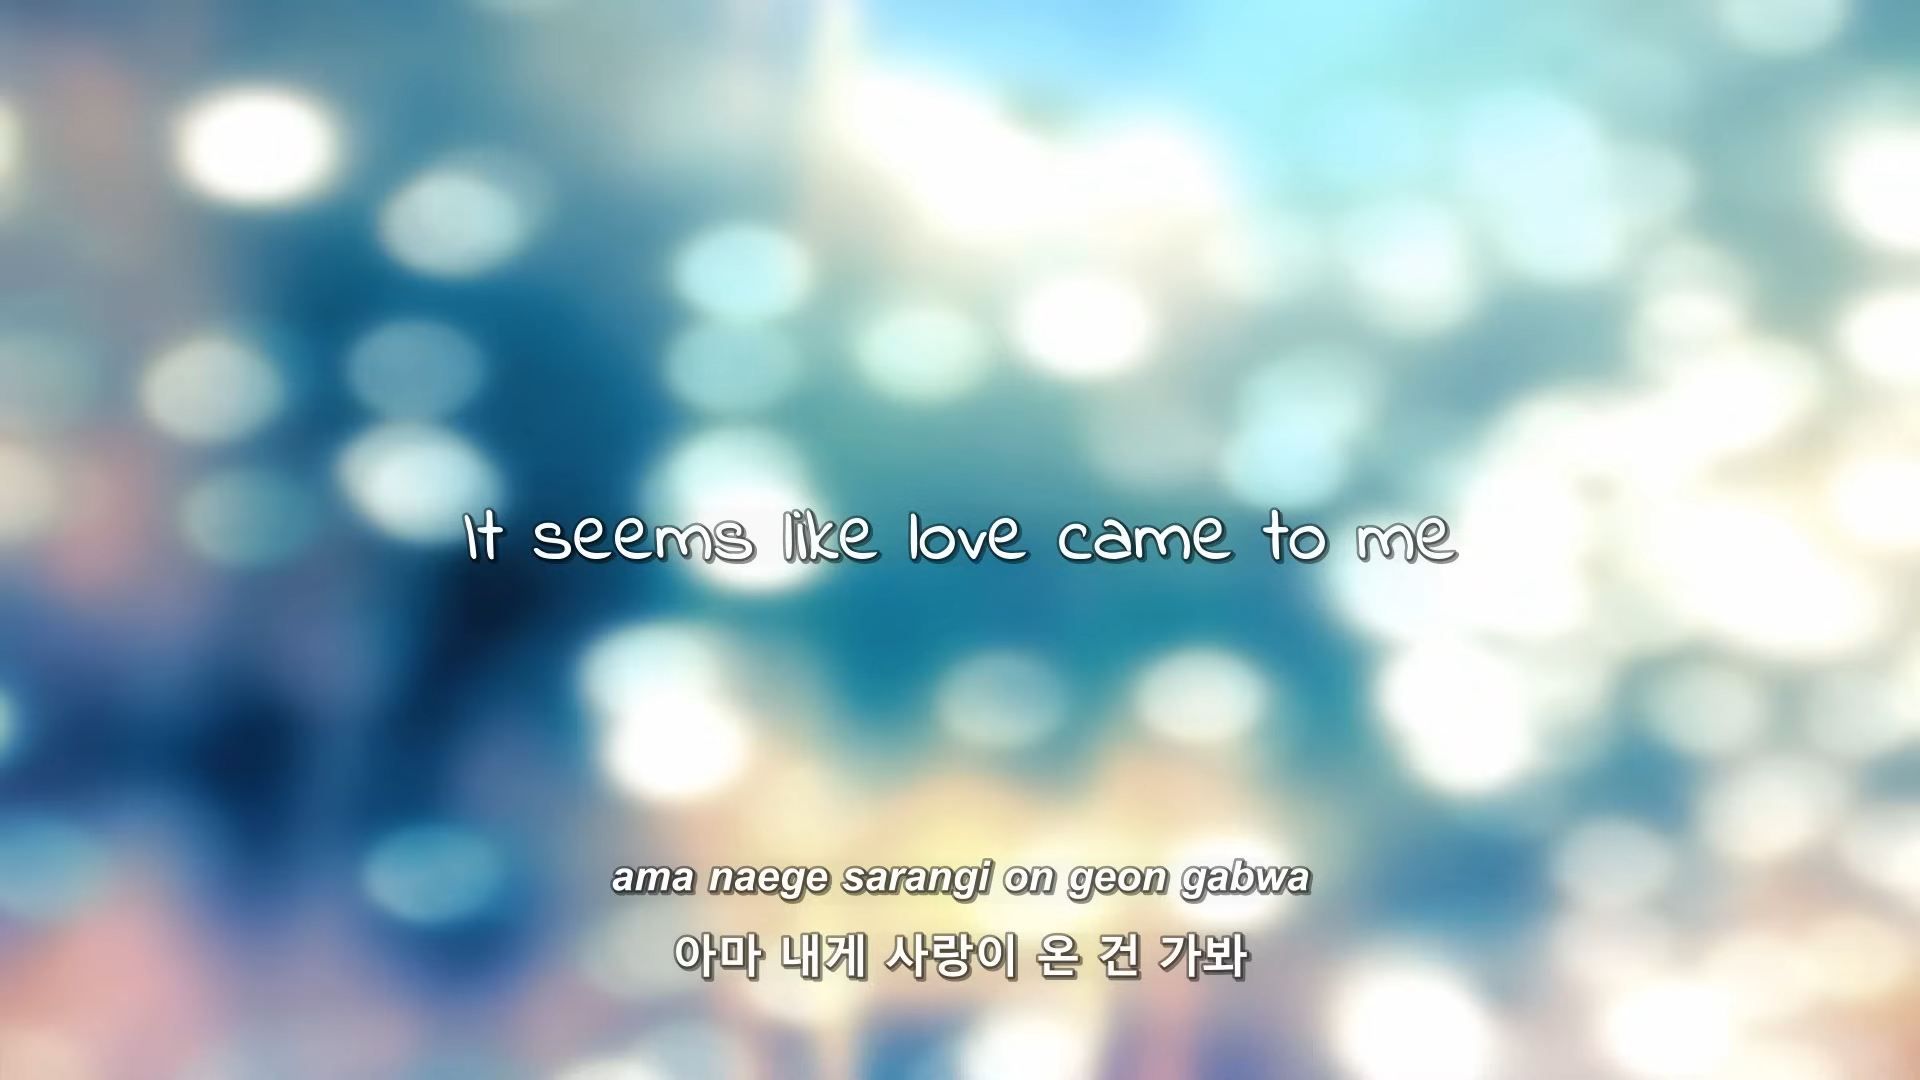 It seems like love came to me
ama naege sarangi on geon gabwa
아마 내게 사랑이 온 건 가봐